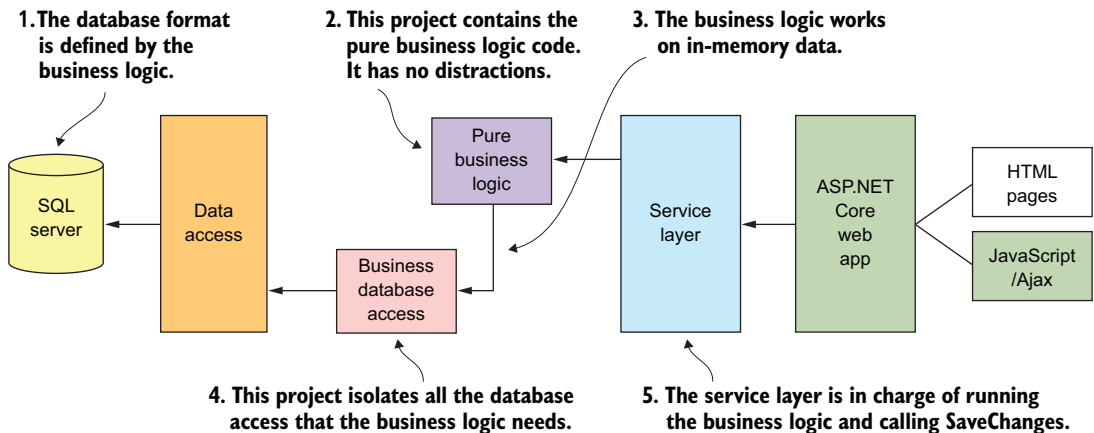 1. The database format
is defined by the
business logic.
2. This project contains the
pure business logic code.
It has no distractions.
3. The business logic works
on in-memory data.
SQL
server
Data
access
Pure
business
logic
Business
database
access
Service
layer
ASP.NET
Core
web
app
HTML
pages
JavaScript
/Ajax
4. This project isolates all the database
access that the business logic needs.
5. The service layer is in charge of running
the business logic and calling SaveChanges.